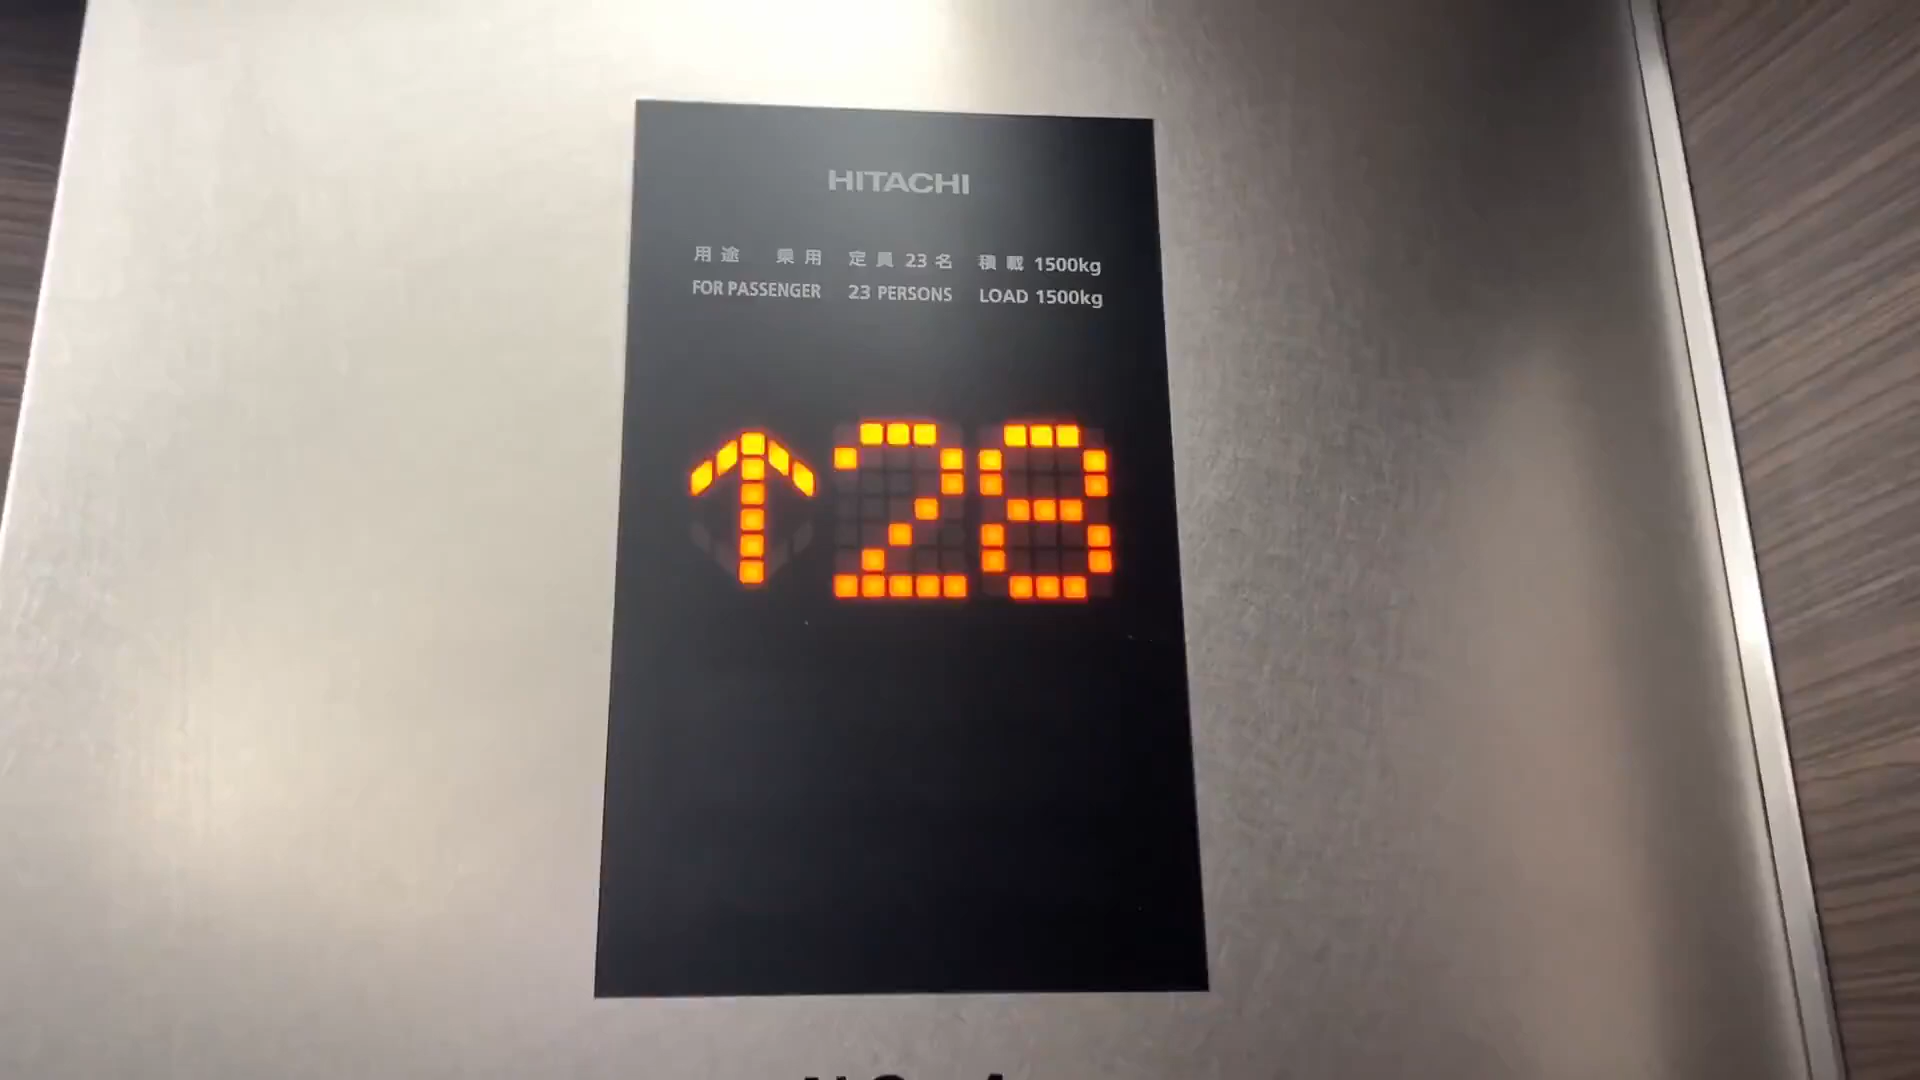 HITACHI
用途 乗用 定員 23 名 積載 1500kg
FOR PASSENGER 23 PERSONS LOAD 1500kg
↑28